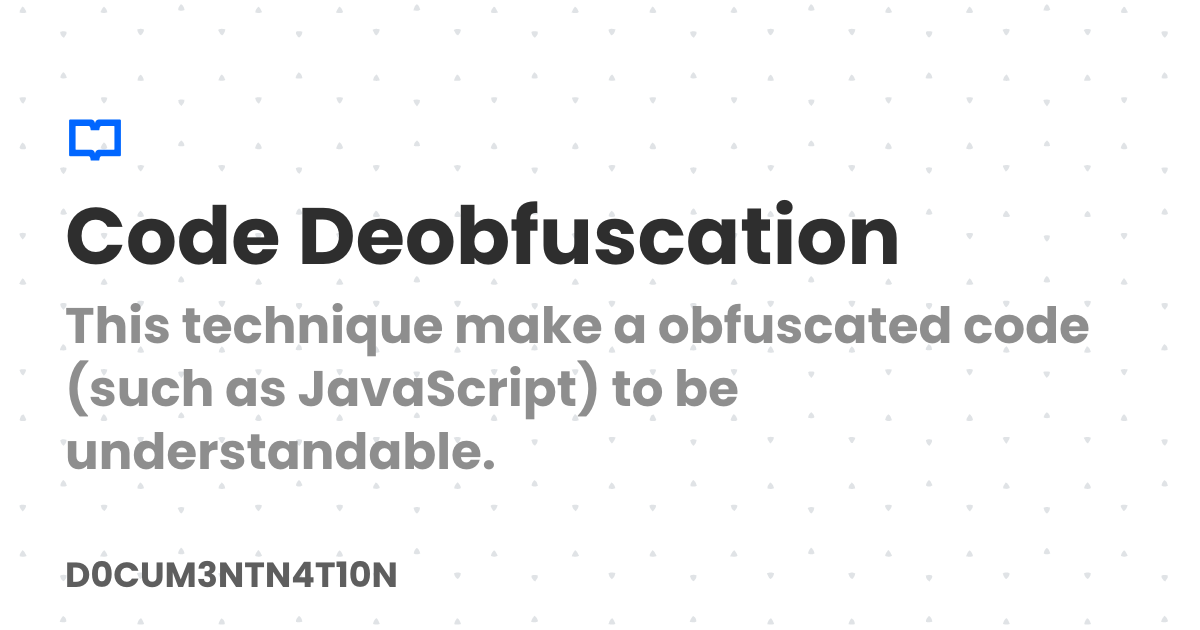 Code Deobfuscation
This technique make a obfuscated code
(such as JavaScript) to be
understandable.
D0CUM3NTN4T10N